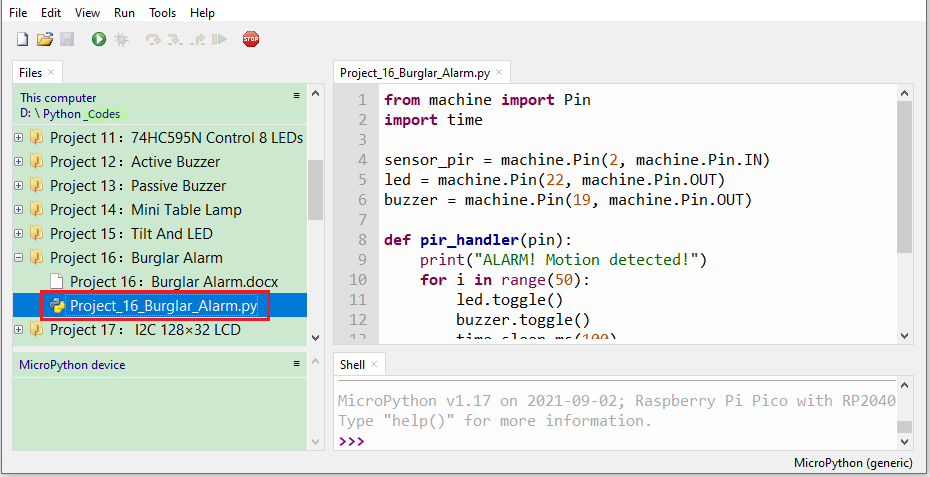 File Edit View Run Tools Help
STOP
Files ×
This computer
D: \ Python _Codes
Project 11：74HC595N Control 8 LEDs
Project 12：Active Buzzer
Project 13：Passive Buzzer
Project 14：Mini Table Lamp
Project 15：Tilt And LED
Project 16：Burglar Alarm
Project 16：Burglar Alarm.docx
Project_16_Burglar_Alarm.py
Project 17： I2C 128×32 LCD
MicroPython device
Project_16_Burglar_Alarm.py ×
1 from machine import Pin
2 import time
3
4 sensor_pir = machine.Pin(2, machine.Pin.IN)
5 led = machine.Pin(22, machine.Pin.OUT)
6 buzzer = machine.Pin(19, machine.Pin.OUT)
7
8 def pir_handler(pin):
9 print("ALARM! Motion detected!")
10 for i in range(50):
11 led.toggle()
12 buzzer.toggle()
13 time.sleep_ms(100)
Shell ×
MicroPython v1.17 on 2021-09-02; Raspberry Pi Pico with RP2040
Type "help()" for more information.
>>>
MicroPython (generic)